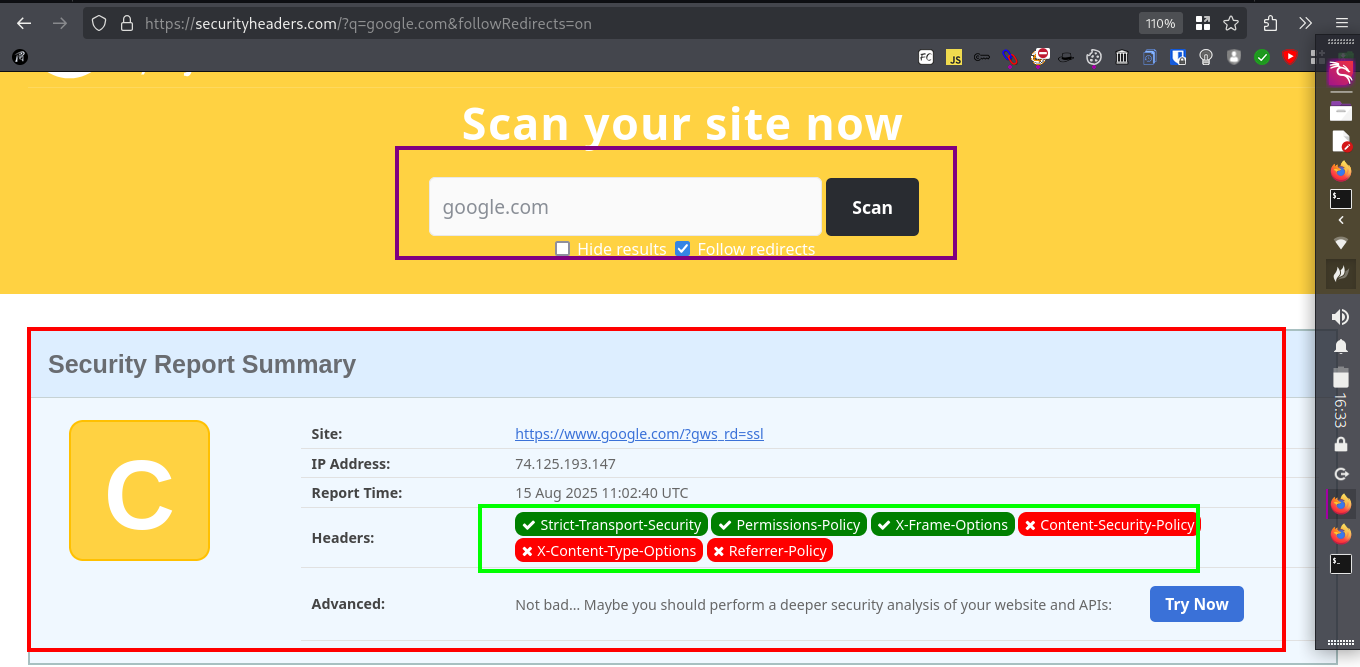 https://securityheaders.com/?q=google.com&followRedirects=on
110%
FC
JS
Scan your site now
google.com
Scan
Hide results
Follow redirects
Security Report Summary
C
Site:
https://www.google.com/?gws_rd=ssl
IP Address:
74.125.193.147
Report Time:
15 Aug 2025 11:02:40 UTC
Headers:
Strict-Transport-Security
Permissions-Policy
X-Frame-Options
Content-Security-Policy
X-Content-Type-Options
Referrer-Policy
Advanced:
Not bad... Maybe you should perform a deeper security analysis of your website and APIs:
Try Now
16:33